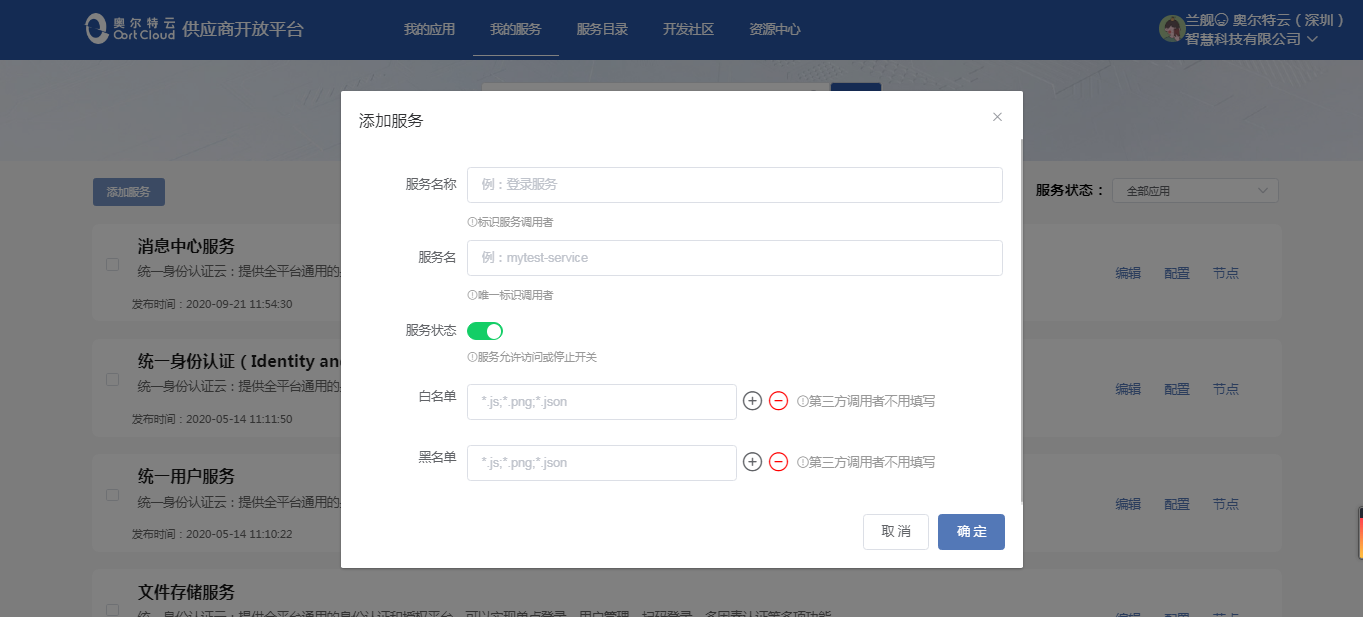 奥尔特云
Oort Cloud
供应商开放平台
我的应用
我的服务
服务目录
开发社区
资源中心
兰舰 奥尔特云（深圳）
智慧科技有限公司
添加服务
×
添加服务
服务状态：
全部应用
服务名称
例：登录服务
标识服务调用者
服务名
例：mytest-service
唯一标识调用者
服务状态
服务允许访问或停止开关
白名单
*.js;*.png;*.json
第三方调用者不用填写
黑名单
*.js;*.png;*.json
第三方调用者不用填写
取消
确定
消息中心服务
统一身份认证云：提供全平台通用的
发布时间：2020-09-21 11:54:30
编辑
配置
节点
统一身份认证（Identity an
统一身份认证云：提供全平台通用的
发布时间：2020-05-14 11:11:50
编辑
配置
节点
统一用户服务
统一身份认证云：提供全平台通用的
发布时间：2020-05-14 11:10:22
编辑
配置
节点
文件存储服务
统一身份认证云：提供全平台通用的身份认证和授权平台，可以实现单点登录、用户管理、扫码登录、多因素认证等多项功能
编辑
配置
节点